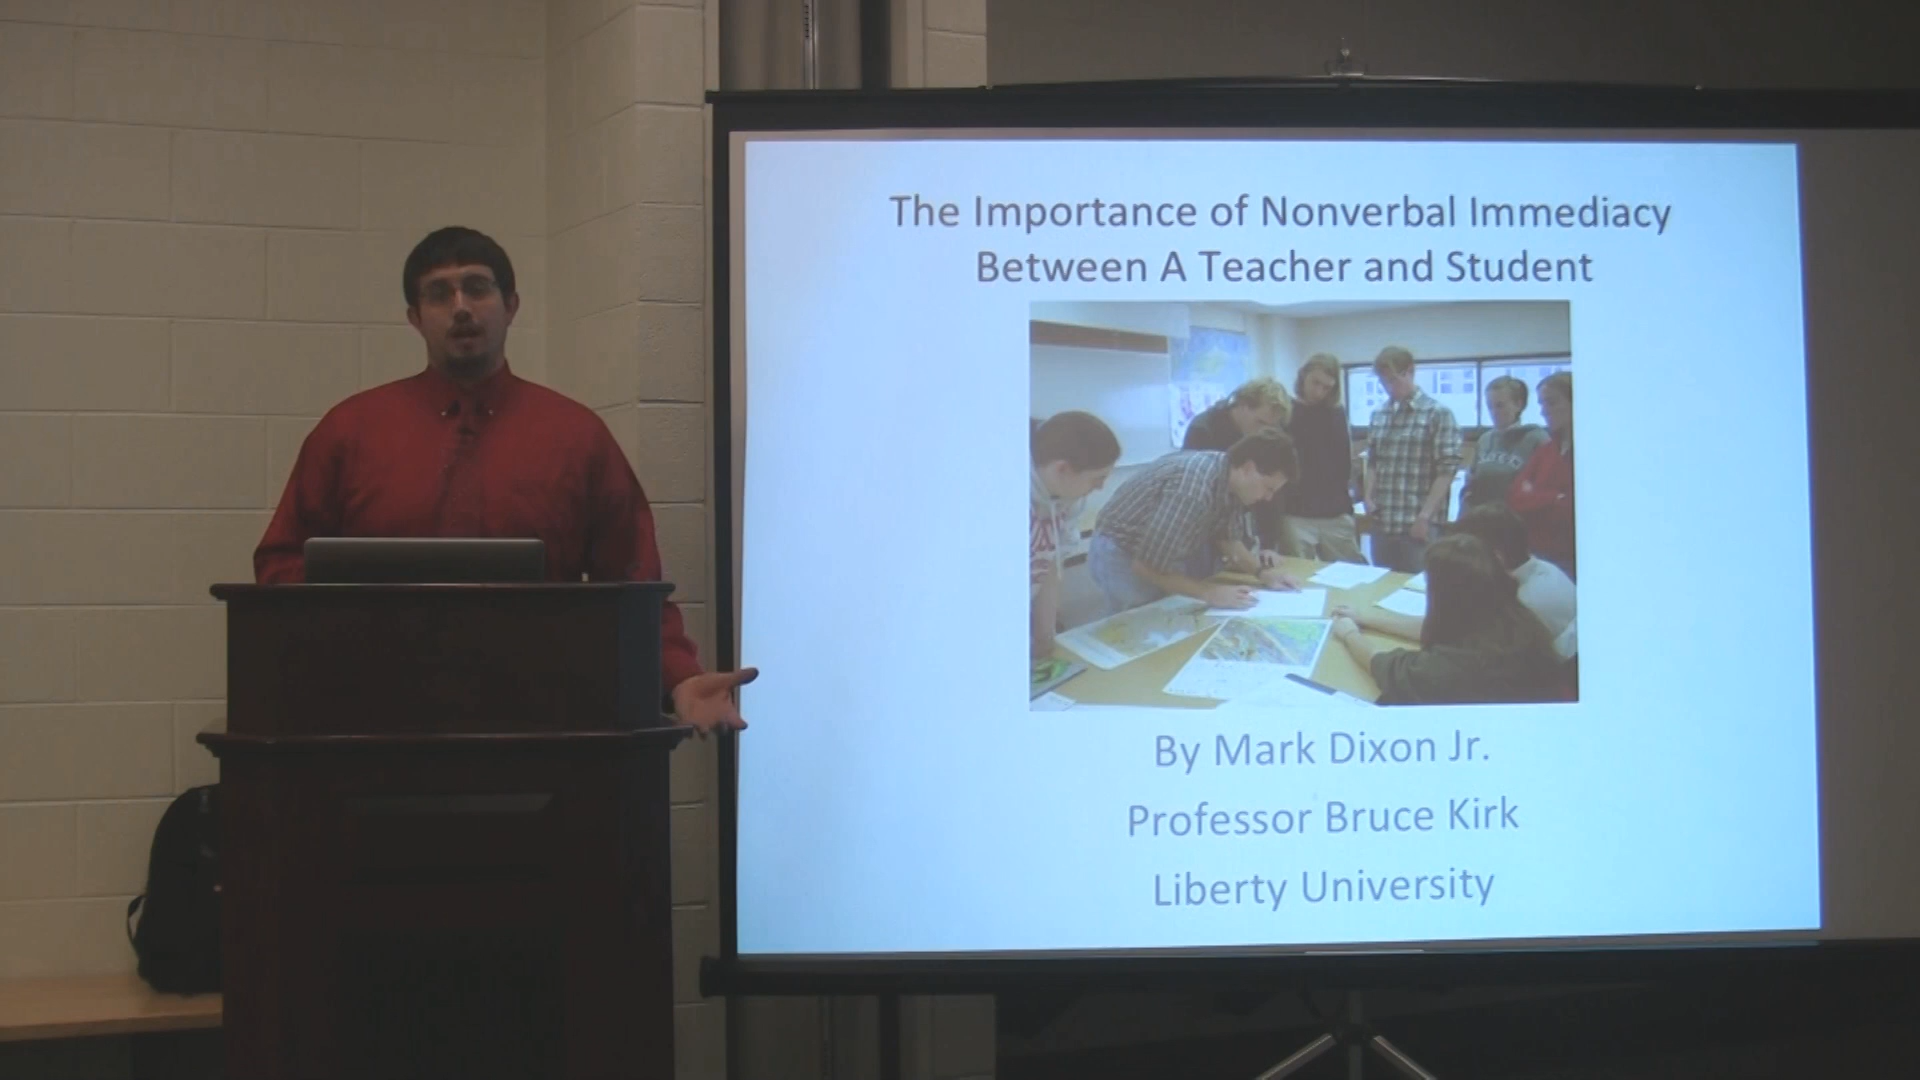 The Importance of Nonverbal Immediacy
Between A Teacher and Student
By Mark Dixon Jr.
Professor Bruce Kirk
Liberty University